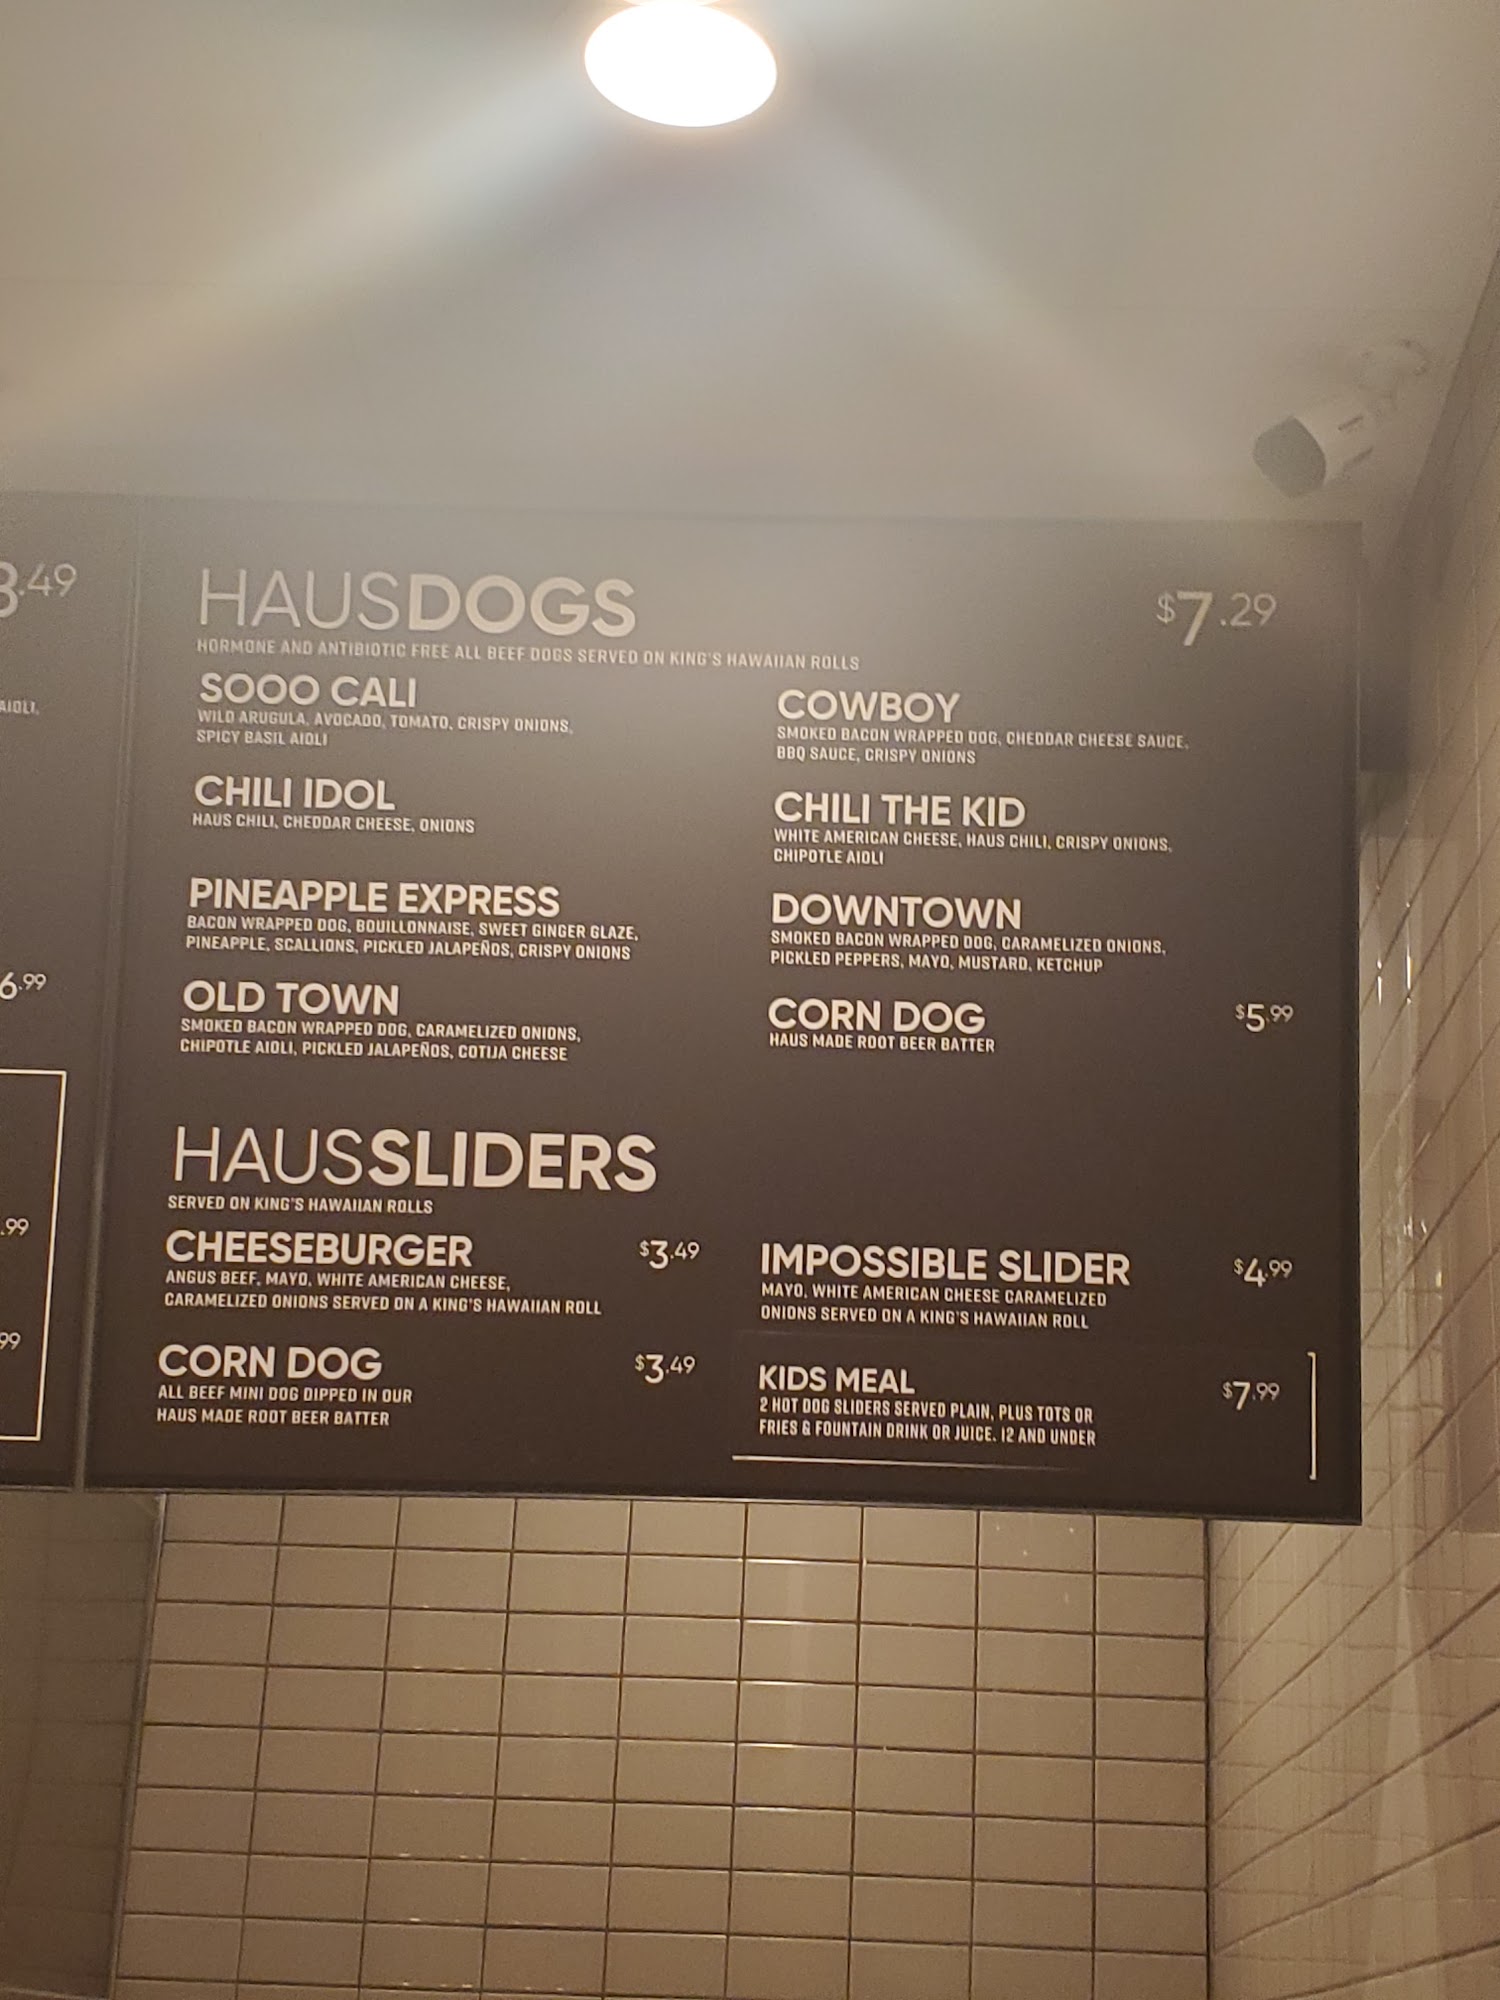 .49
AIOLI,
6.99
.99
99
HAUSDOGS
$7.29
HORMONE AND ANTIBIOTIC FREE ALL BEEF DOGS SERVED ON KING'S HAWAIIAN ROLLS
SOOO CALI
WILD ARUGULA, AVOCADO, TOMATO, CRISPY ONIONS,
SPICY BASIL AIOLI
CHILI IDOL
HAUS CHILI, CHEDDAR CHEESE, ONIONS
PINEAPPLE EXPRESS
BACON WRAPPED DOG, BOUILLONNAISE, SWEET GINGER GLAZE,
PINEAPPLE, SCALLIONS, PICKLED JALAPEÑOS, CRISPY ONIONS
OLD TOWN
SMOKED BACON WRAPPED DOG, CARAMELIZED ONIONS,
CHIPOTLE AIOLI, PICKLED JALAPEÑOS, COTIJA CHEESE
COWBOY
SMOKED BACON WRAPPED DOG, CHEDDAR CHEESE SAUCE,
BBQ SAUCE, CRISPY ONIONS
CHILI THE KID
WHITE AMERICAN CHEESE, HAUS CHILI, CRISPY ONIONS,
CHIPOTLE AIOLI
DOWNTOWN
SMOKED BACON WRAPPED DOG, CARAMELIZED ONIONS,
PICKLED PEPPERS, MAYO, MUSTARD, KETCHUP
CORN DOG $5.99
HAUS MADE ROOT BEER BATTER
HAUSSLIDERS
SERVED ON KING'S HAWAIIAN ROLLS
CHEESEBURGER $3.49
ANGUS BEEF, MAYO, WHITE AMERICAN CHEESE,
CARAMELIZED ONIONS SERVED ON A KING'S HAWAIIAN ROLL
CORN DOG $3.49
ALL BEEF MINI DOG DIPPED IN OUR
HAUS MADE ROOT BEER BATTER
IMPOSSIBLE SLIDER $4.99
MAYO, WHITE AMERICAN CHEESE CARAMELIZED
ONIONS SERVED ON A KING'S HAWAIIAN ROLL
KIDS MEAL $7.99
2 HOT DOG SLIDERS SERVED PLAIN, PLUS TOTS OR
FRIES & FOUNTAIN DRINK OR JUICE. 12 AND UNDER